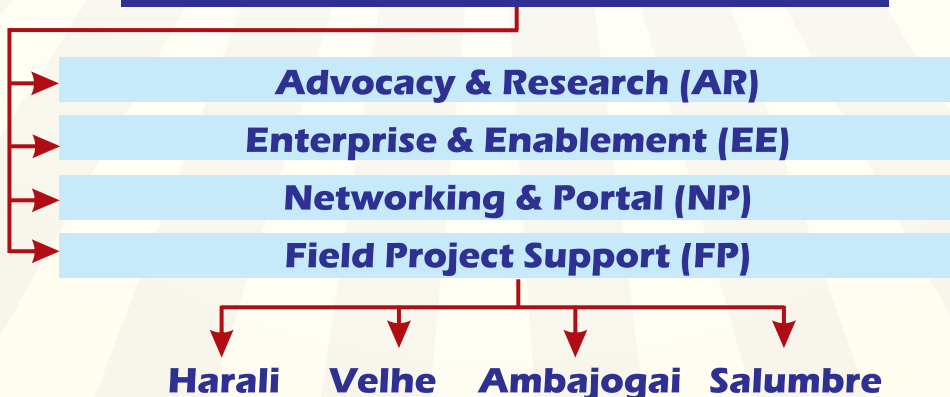 Advocacy & Research (AR)
Enterprise & Enablement (EE)
Networking & Portal (NP)
Field Project Support (FP)
Harali Velhe Ambajogai Salumbre